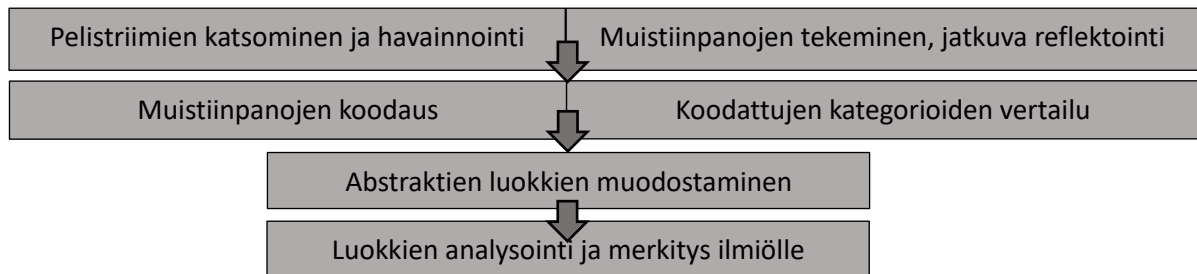 Pelistriimien katsominen ja havainnointi
Muistiinpanojen tekeminen, jatkuva reflektointi
Muistiinpanojen koodaus
Koodattujen kategorioiden vertailu
Abstraktien luokkien muodostaminen
Luokkien analysointi ja merkitys ilmiölle